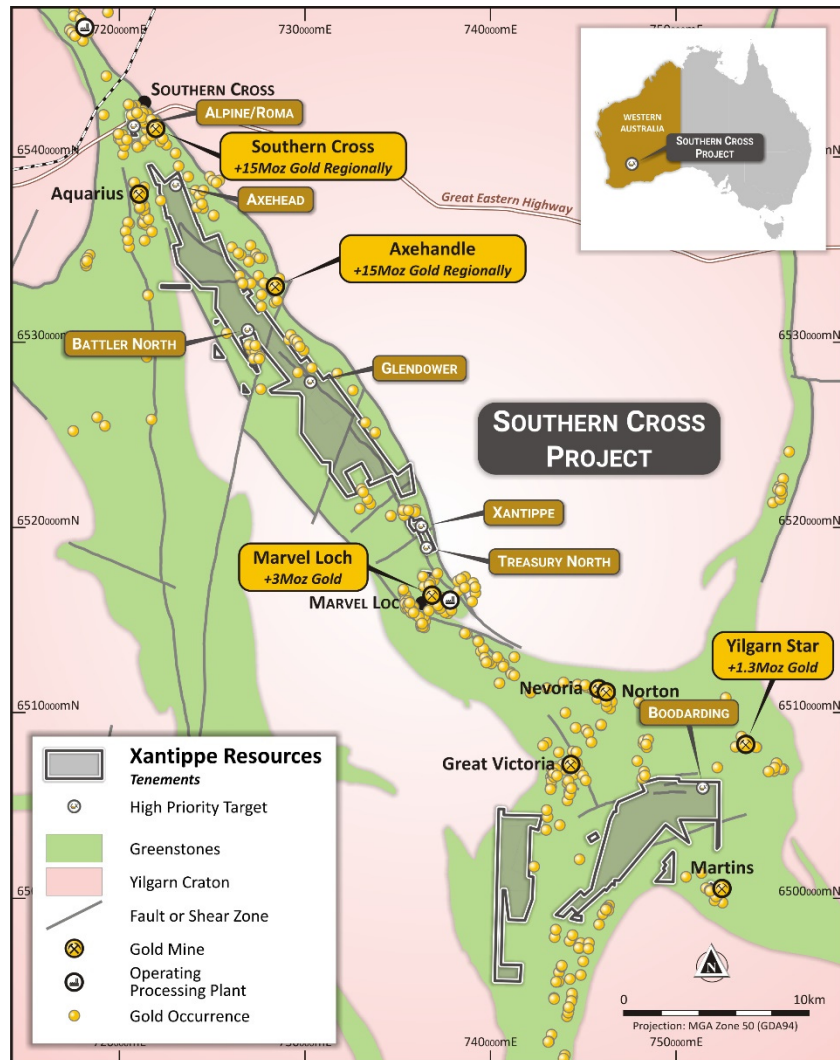 720000mE
730000mE
740000mE
750000mE
SOUTHERN CROSS
ALPINE/ROMA
Southern Cross
+15Moz Gold Regionally
WESTERN
AUSTRALIA
SOUTHERN CROSS
PROJECT
6540000mN
6540000mN
Aquarius
AXEHEAD
Great Eastern Highway
Axehandle
+15Moz Gold Regionally
6530000mN
6530000mN
BATTLER NORTH
GLENDOWER
SOUTHERN CROSS
PROJECT
6520000mN
6520000mN
XANTIPPE
TREASURY NORTH
Marvel Loch
+3Moz Gold
MARVEL LOC
Yilgarn Star
+1.3Moz Gold
Nevoria
Norton
6510000mN
6510000mN
BOODARDING
Great Victoria
Martins
6500000mN
6500000mN
Xantippe Resources
Tenements
High Priority Target
Greenstones
Yilgarn Craton
Fault or Shear Zone
Gold Mine
Operating
Processing Plant
Gold Occurrence
N
0
10km
Projection: MGA Zone 50 (GDA94)
720000mE
740000mE
750000mE